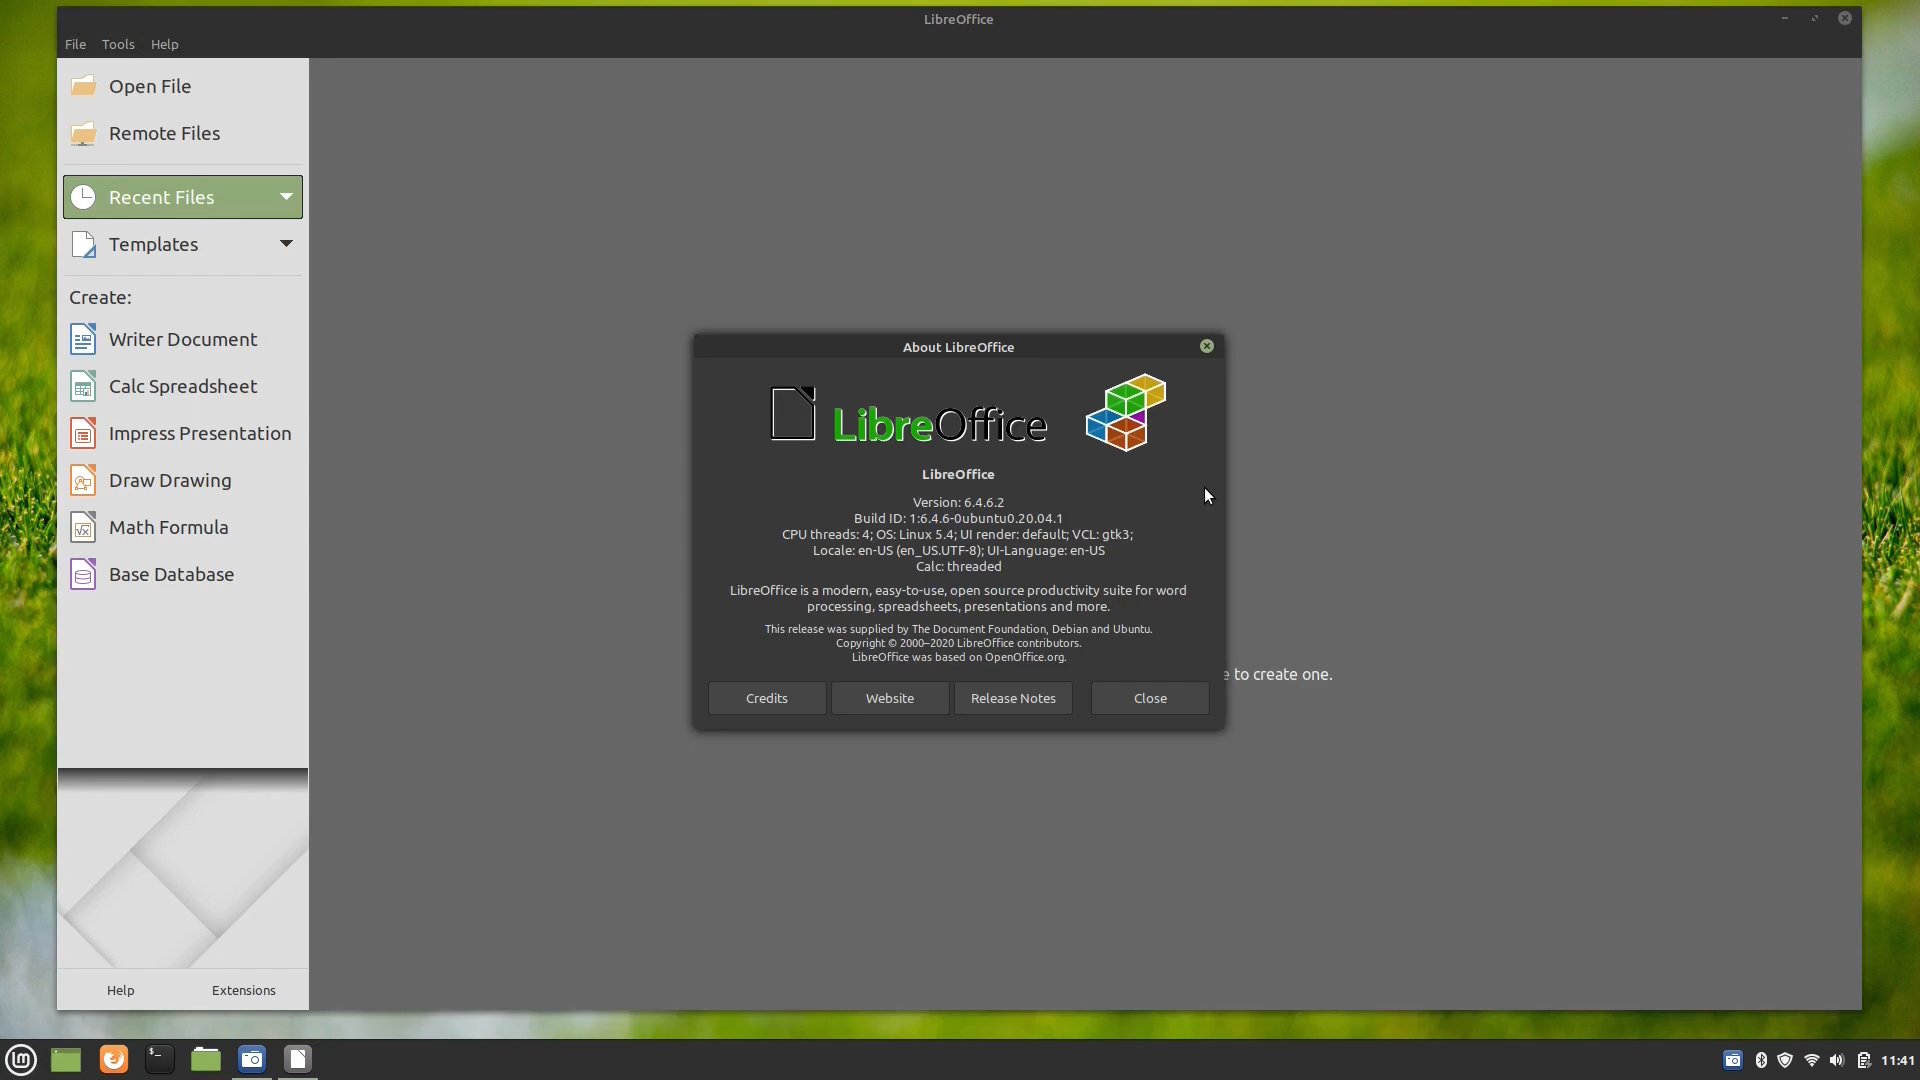 LibreOffice
File Tools Help
Open File
Remote Files
Recent Files
Templates
Create:
Writer Document
Calc Spreadsheet
Impress Presentation
Draw Drawing
Math Formula
Base Database
Help Extensions
About LibreOffice
LibreOffice
LibreOffice
Version: 6.4.6.2
Build ID: 1:6.4.6-0ubuntu0.20.04.1
CPU threads: 4; OS: Linux 5.4; UI render: default; VCL: gtk3;
Locale: en-US (en_US.UTF-8); UI-Language: en-US
Calc: threaded
LibreOffice is a modern, easy-to-use, open source productivity suite for word
processing, spreadsheets, presentations and more.
This release was supplied by The Document Foundation, Debian and Ubuntu.
Copyright © 2000–2020 LibreOffice contributors.
LibreOffice was based on OpenOffice.org.
Credits Website Release Notes Close
e to create one.
11:41